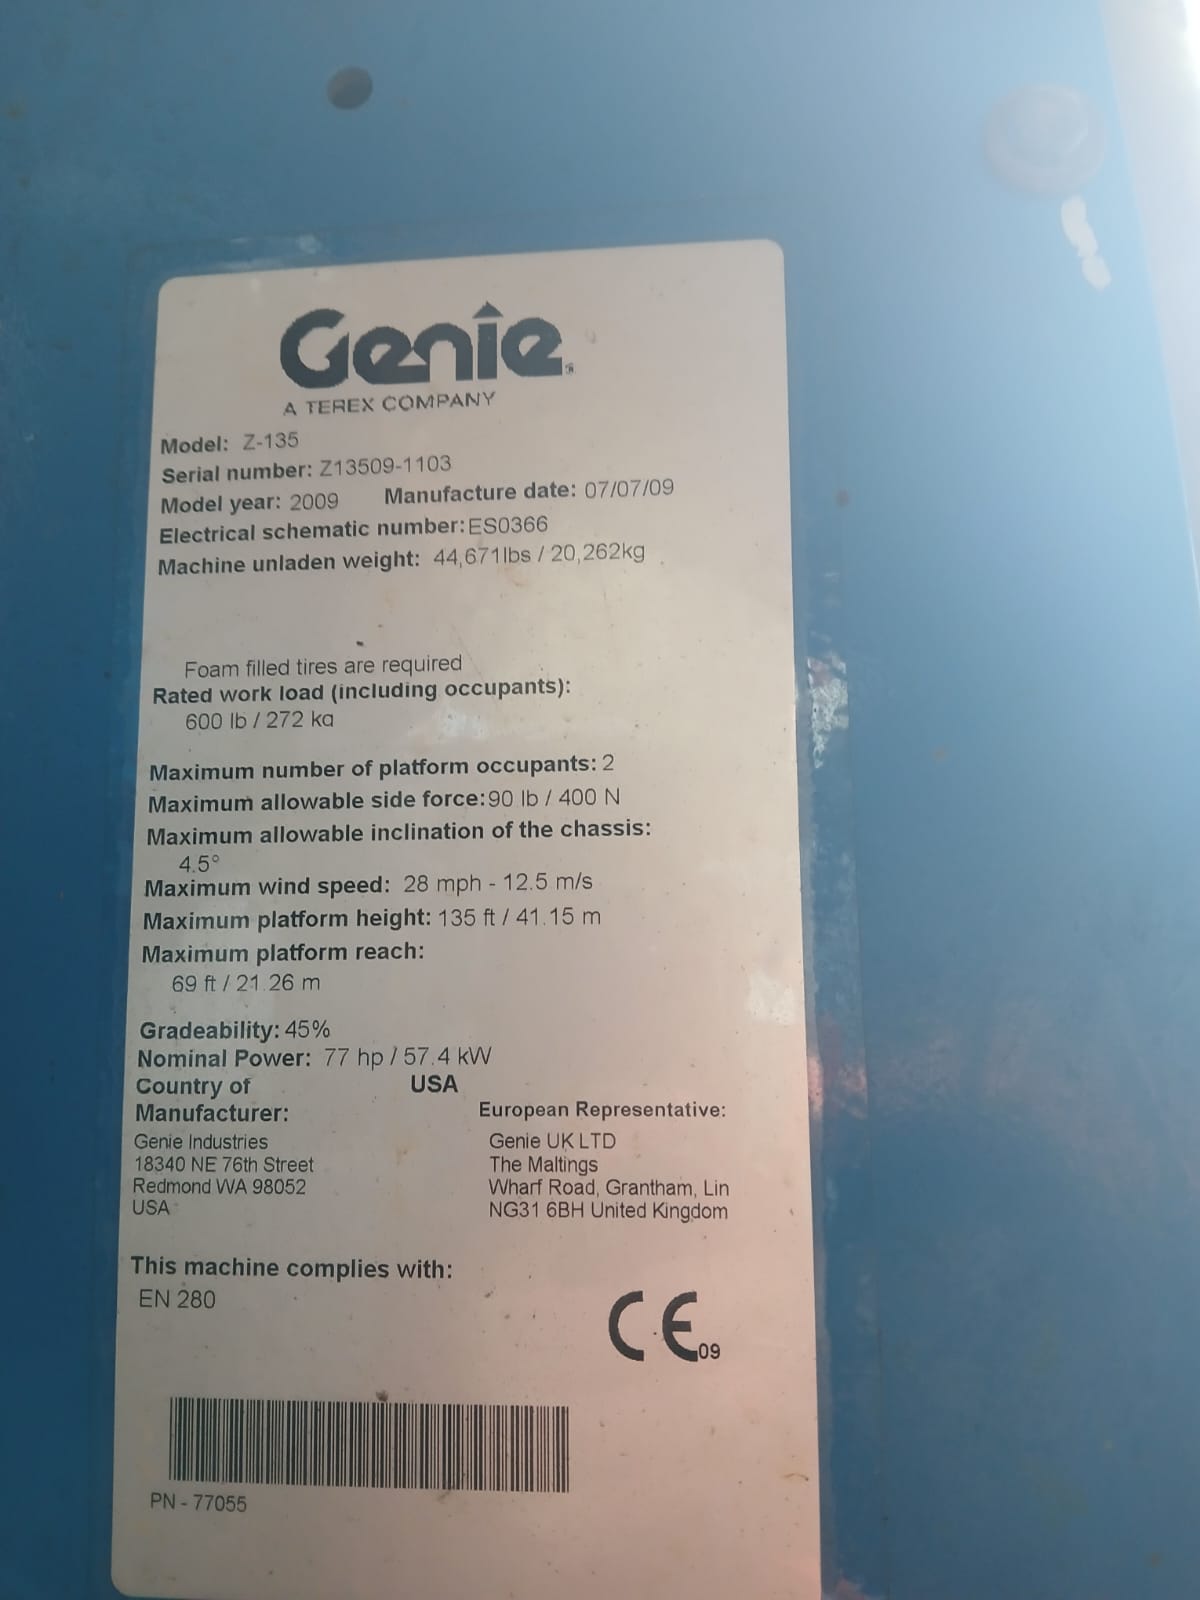 Genie
A TEREX COMPANY
Model: Z-135
Serial number: Z13509-1103
Model year: 2009 Manufacture date: 07/07/09
Electrical schematic number: ES0366
Machine unladen weight: 44,671lbs / 20,262kg
Foam filled tires are required
Rated work load (including occupants):
600 lb / 272 kg
Maximum number of platform occupants: 2
Maximum allowable side force: 90 lb / 400 N
Maximum allowable inclination of the chassis:
4.5°
Maximum wind speed: 28 mph - 12.5 m/s
Maximum platform height: 135 ft / 41.15 m
Maximum platform reach:
69 ft / 21.26 m
Gradeability: 45%
Nominal Power: 77 hp / 57.4 kW
Country of USA
Manufacturer:
Genie Industries
18340 NE 76th Street
Redmond WA 98052
USA
European Representative:
Genie UK LTD
The Maltings
Wharf Road, Grantham, Lin
NG31 6BH United Kingdom
This machine complies with:
EN 280
CE 09
PN - 77055